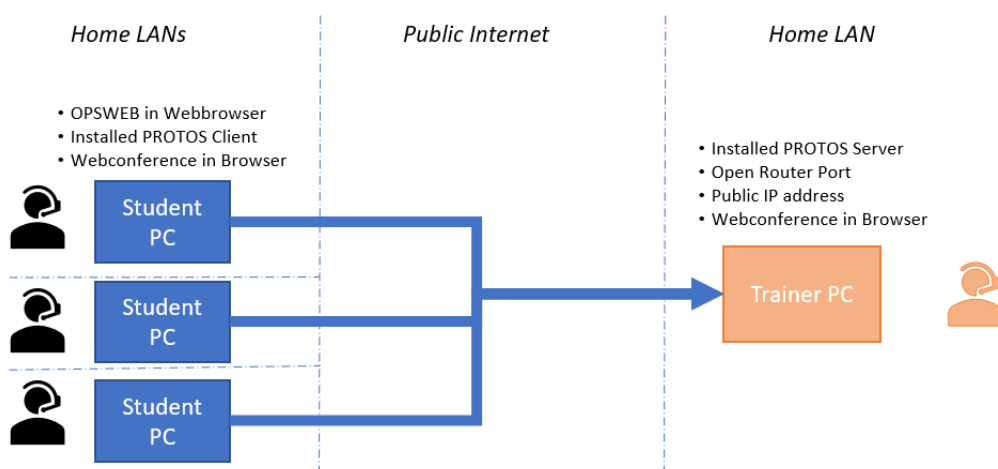 Home LANs
Public Internet
Home LAN
• OPSWEB in Webbrowser
• Installed PROTOS Client
• Webconference in Browser
• Installed PROTOS Server
• Open Router Port
• Public IP address
• Webconference in Browser
Student
PC
Student
PC
Student
PC
Trainer PC